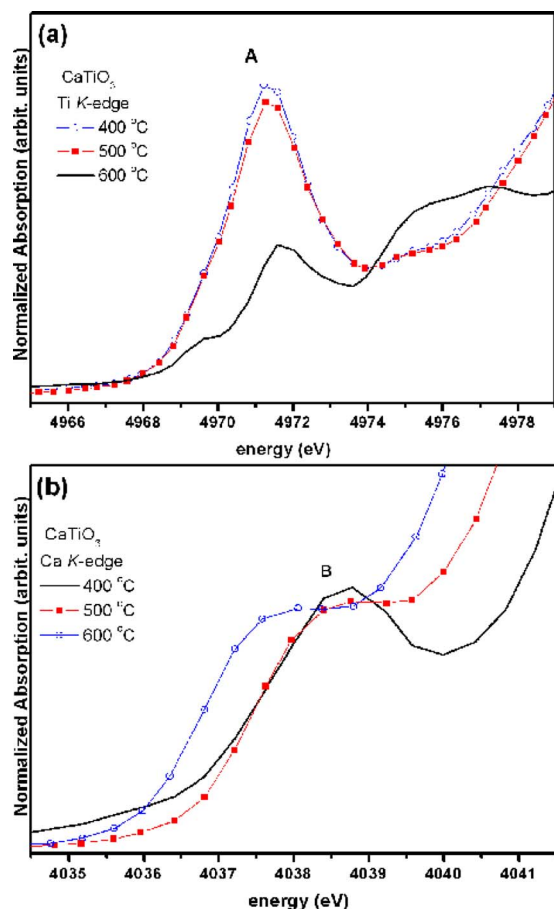 (a)
A
CaTiO3
Ti K-edge
400 °C
500 °C
600 °C
Normalized Absorption (arbit. units)
4966 4968 4970 4972 4974 4976 4978
energy (eV)
(b)
B
CaTiO3
Ca K-edge
400 °C
500 °C
600 °C
Normalized Absorption (arbit. units)
4035 4036 4037 4038 4039 4040 4041
energy (eV)